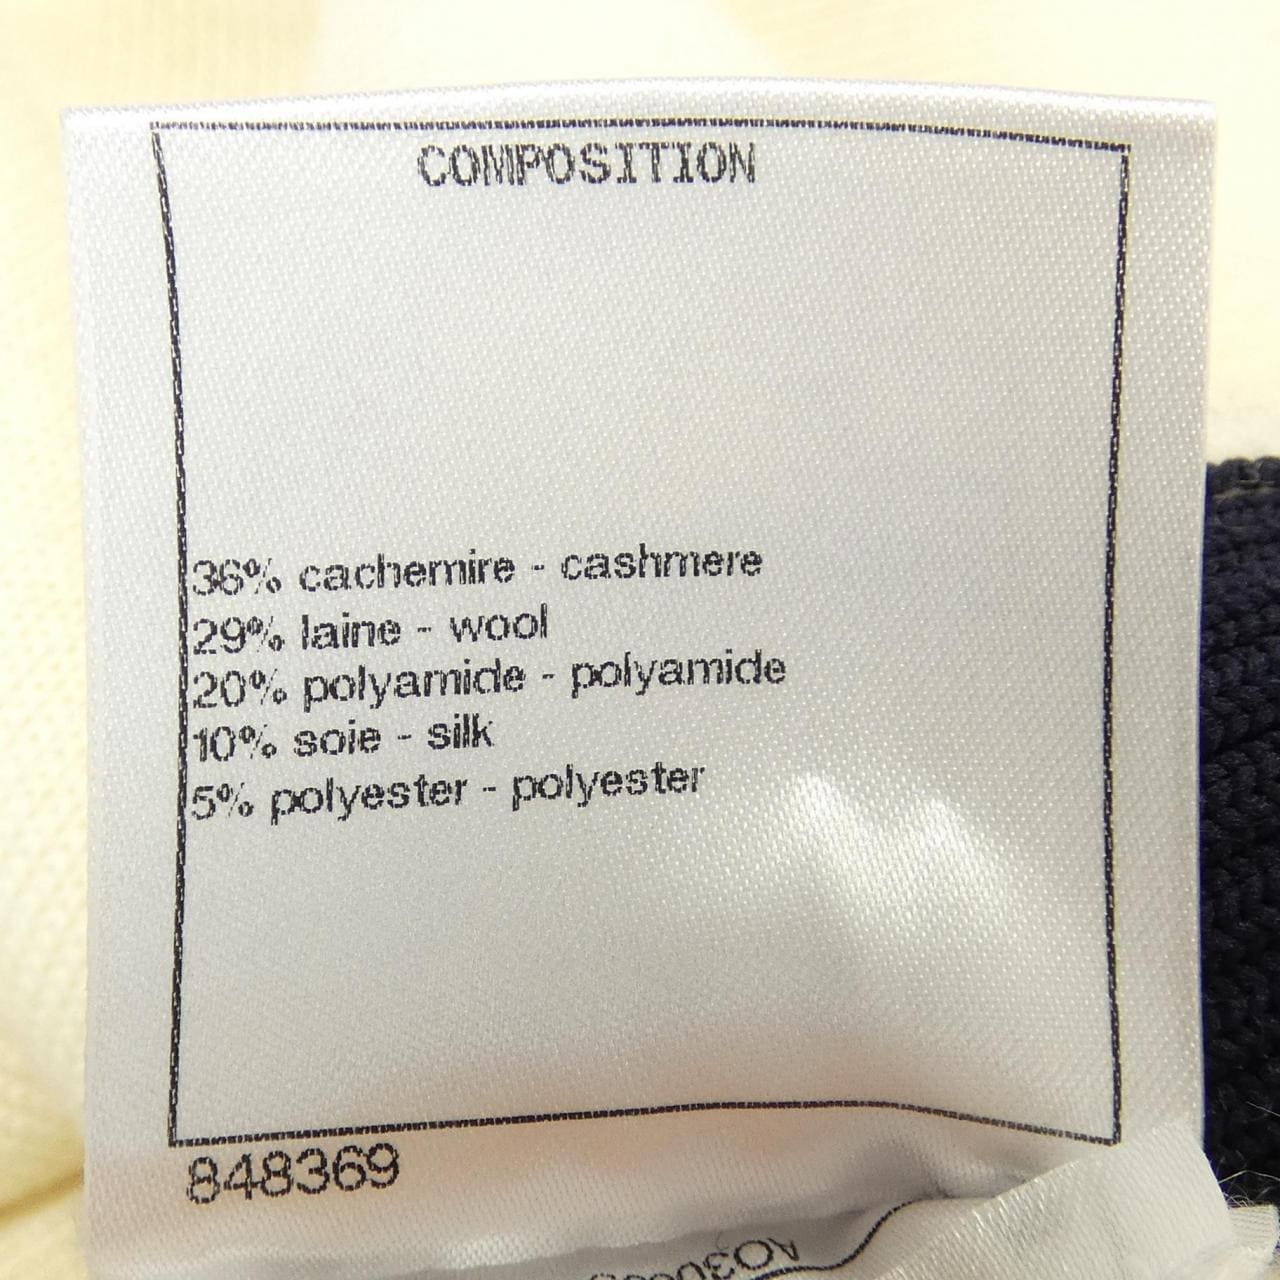 COMPOSITION
36% cachemire - cashmere
29% laine - wool
20% polyamide - polyamide
10% soie - silk
5% polyester - polyester
848369